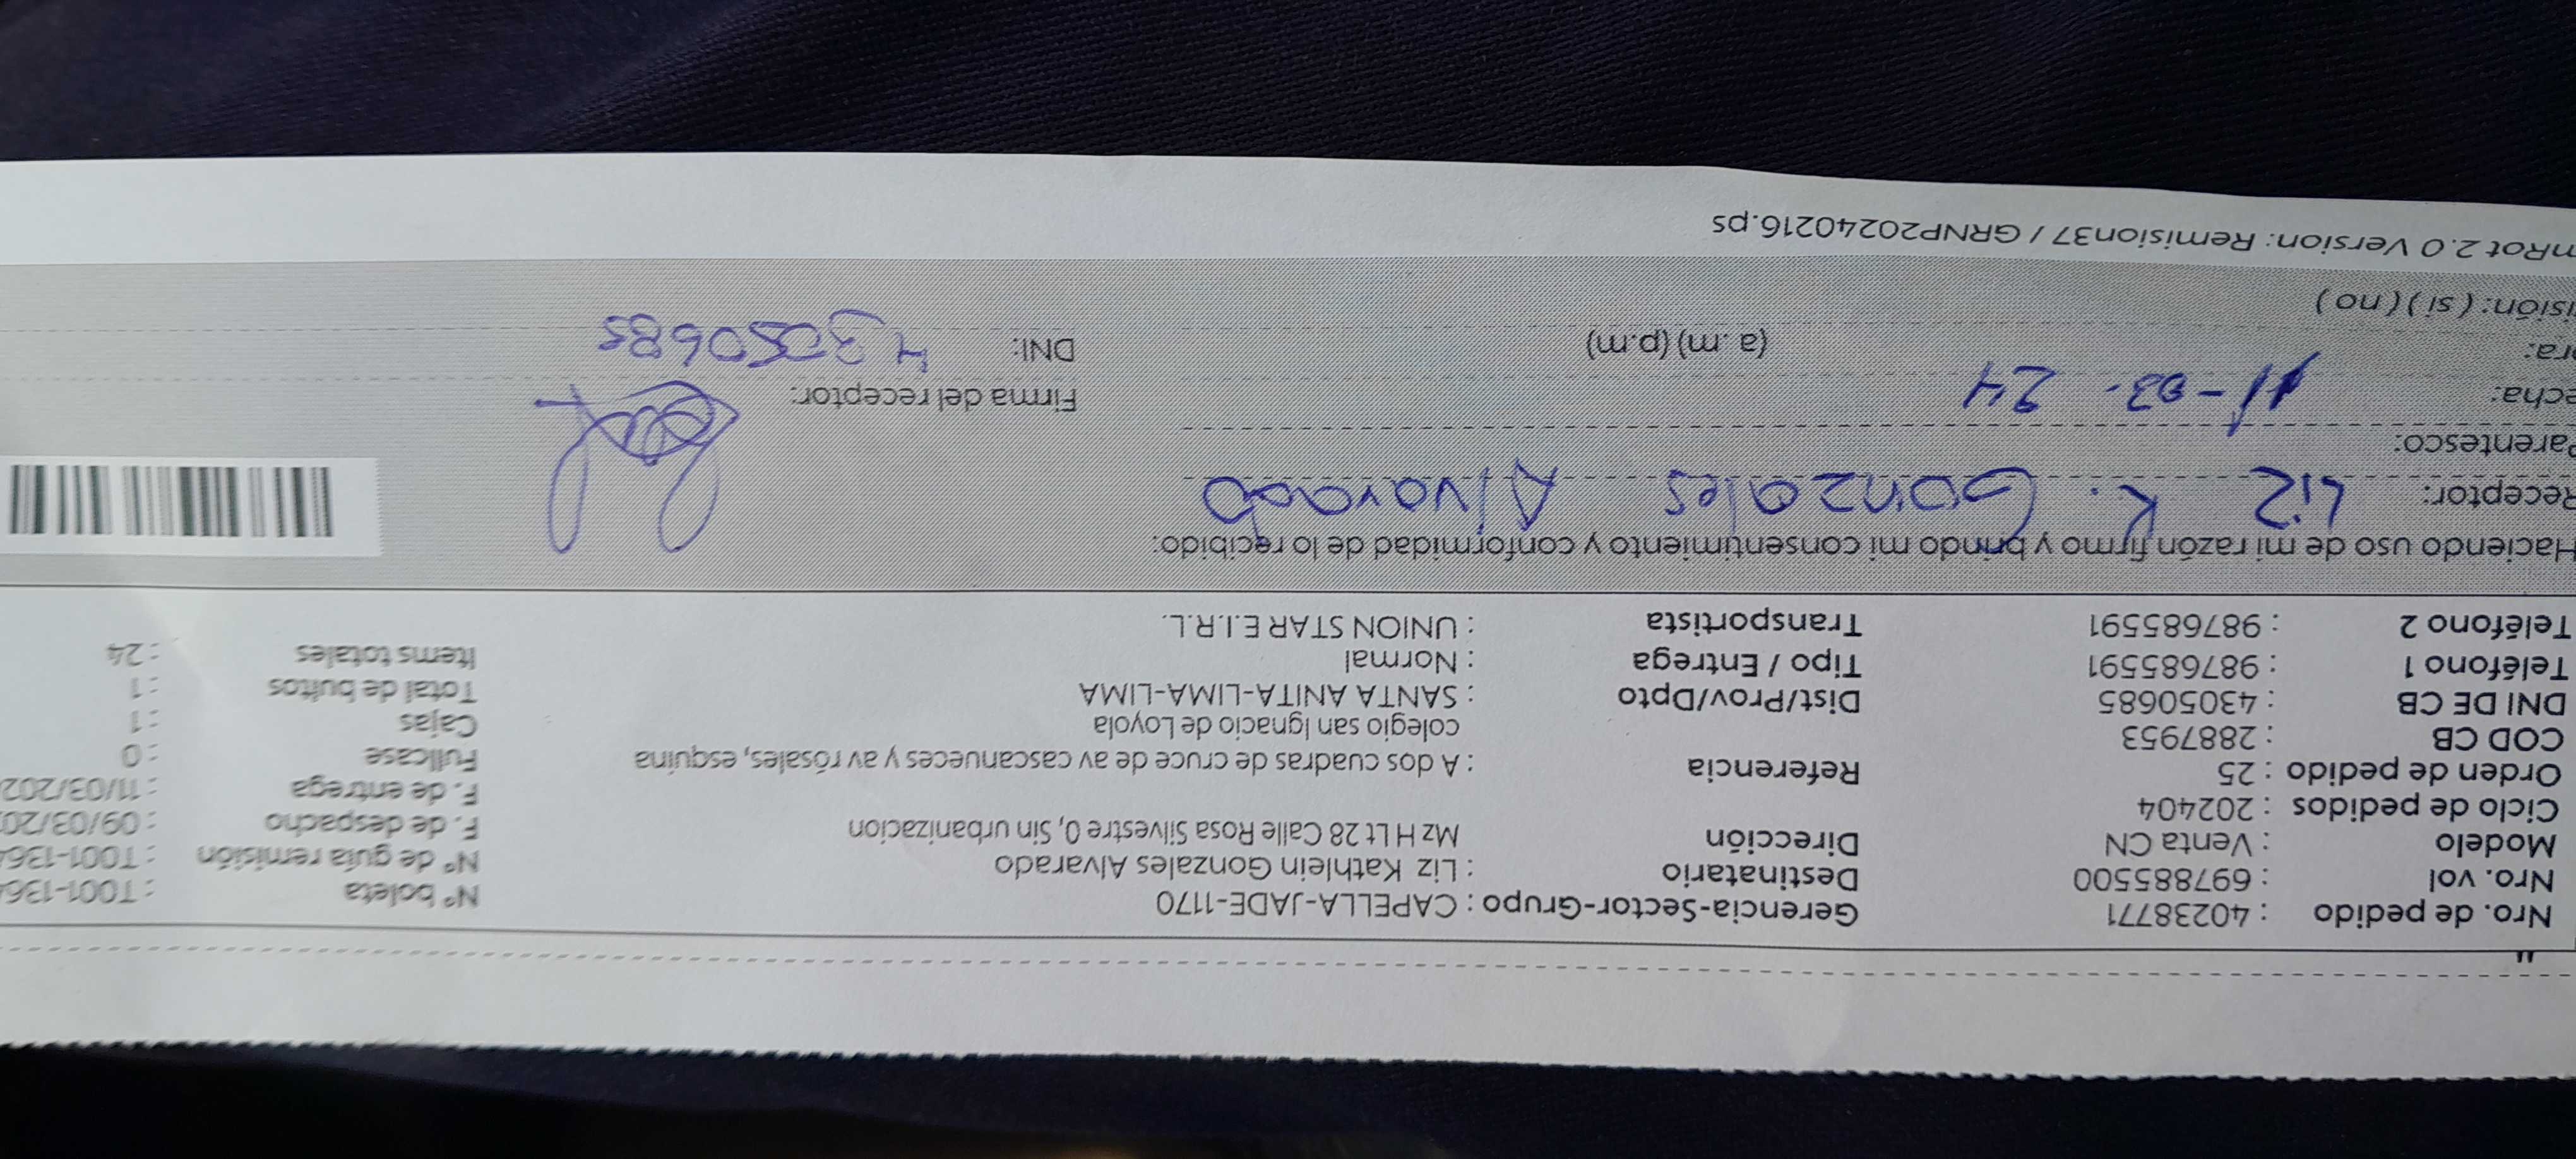 Nro. de pedido : 40238771 Gerencia-Sector-Grupo : CAPELLA-JADE-1170 N° boleta : T001-136
Nro. vol : 697885500 Destinatario : Liz Kathlein Gonzales Alvarado N° de guía remisión : T001-136
Modelo : Venta CN Dirección Mz H Lt 28 Calle Rosa Silvestre 0, Sin urbanizacion F. de despacho : 09/03/20
Ciclo de pedidos : 202404 F. de entrega : 11/03/202
Orden de pedido : 25 Referencia : A dos cuadras de cruce de av cascanueces y av rosales, esquina Fullcase : 0
COD CB : 2887953 colegio san Ignacio de Loyola Cajas : 1
DNI DE CB : 43050685 Dist/Prov/Dpto : SANTA ANITA-LIMA-LIMA Total de bultos : 1
Teléfono 1 : 987685591 Tipo / Entrega : Normal Items totales : 24
Teléfono 2 : 987685591 Transportista : UNION STAR E.I.R.L.
Haciendo uso de mi razón firmo y brindo mi consentimiento y conformidad de lo recibido:
Receptor: Liz K. Gonzales Alvarado
Parentesco:
echa: 11-03-24 Firma del receptor:
ora: (a .m) (p.m) DNI: 43050685
isión: ( si ) ( no )
nRot 2.0 Version: Remision37 / GRNP20240216.ps